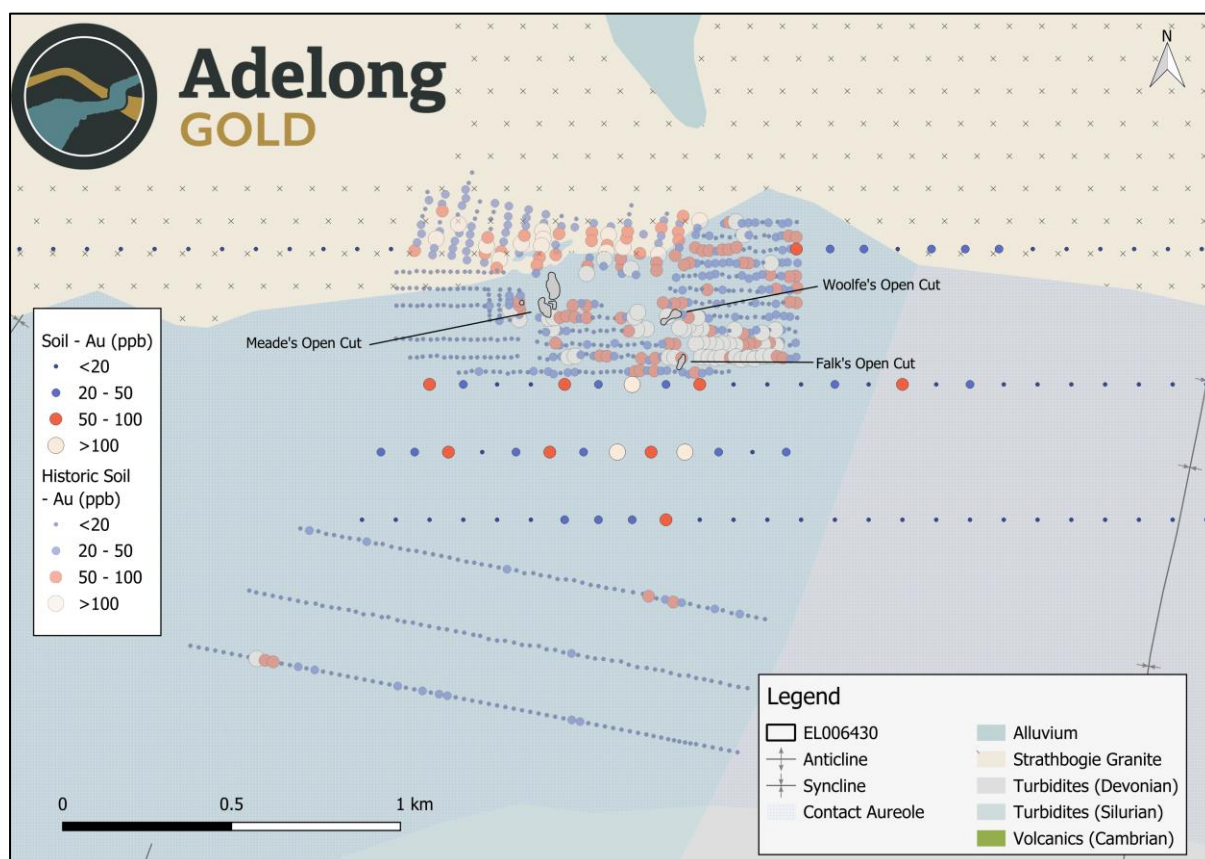 Adelong
GOLD
N
Woolfe's Open Cut
Meade's Open Cut
Falk's Open Cut
Soil - Au (ppb)
<20
20 - 50
50 - 100
>100
Historic Soil
- Au (ppb)
<20
20 - 50
50 - 100
>100
0
0.5
1 km
Legend
EL006430
Anticline
Syncline
Contact Aureole
Alluvium
Strathbogie Granite
Turbidites (Devonian)
Turbidites (Silurian)
Volcanics (Cambrian)